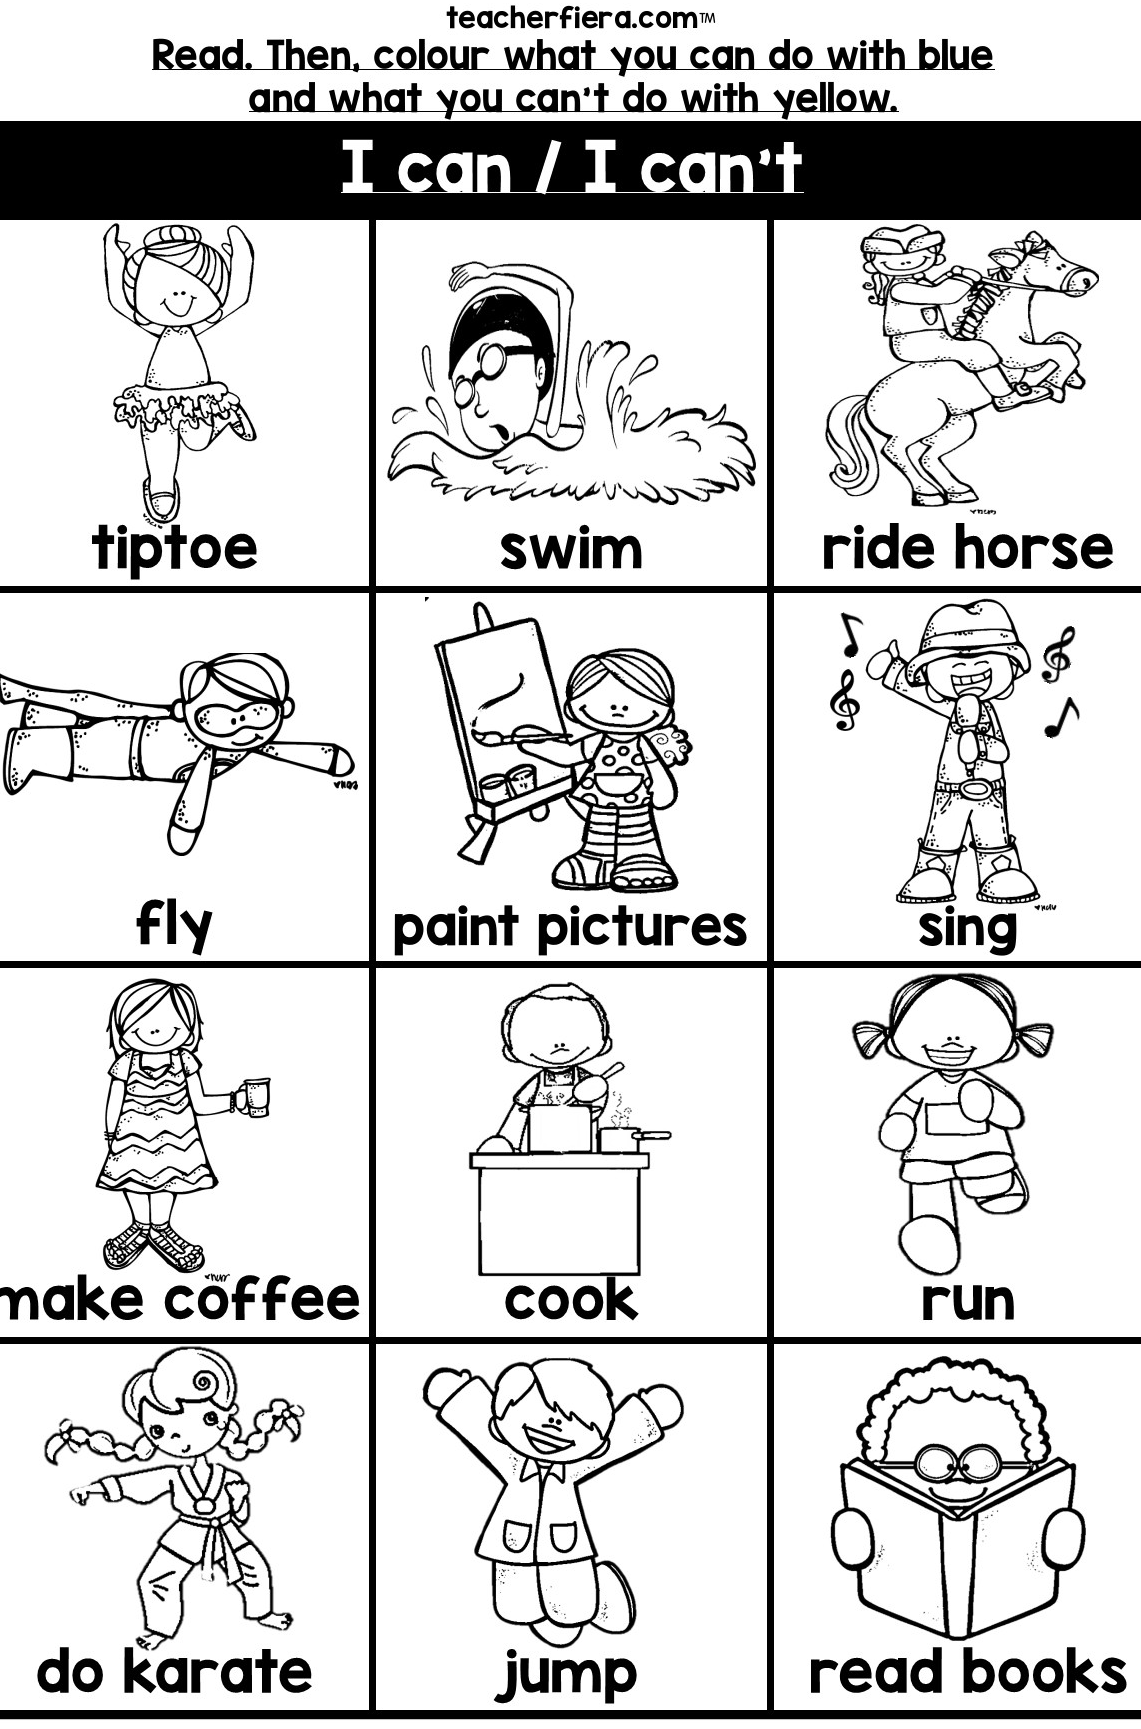 teacherfiera.com™
Read. Then, colour what you can do with blue
and what you can't do with yellow.
I can / I can't
tiptoe
swim
ride horse
fly
paint pictures
sing
make coffee
cook
run
do karate
jump
read books